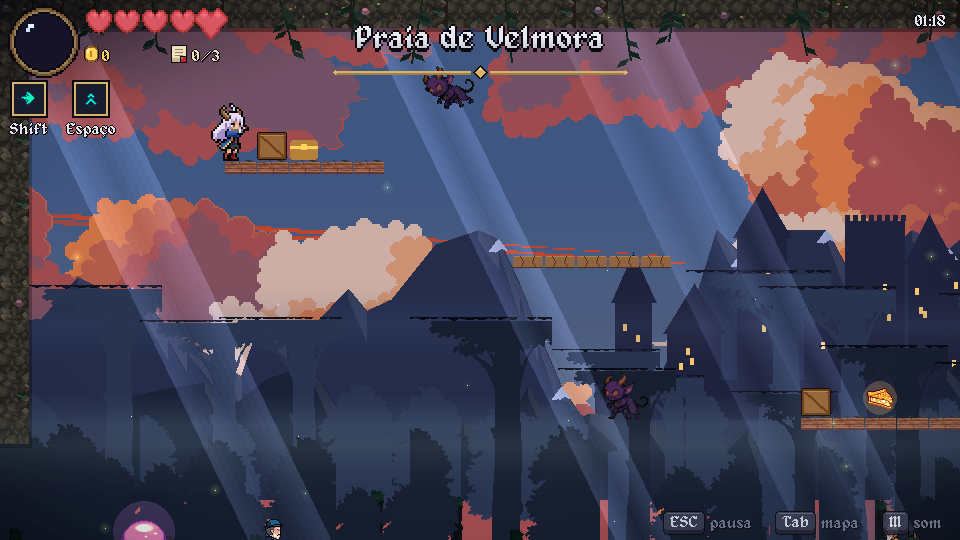 01:18
Praia de Velmora
0
0/3
Shift
Espaço
ESC pausa
Tab mapa
M som